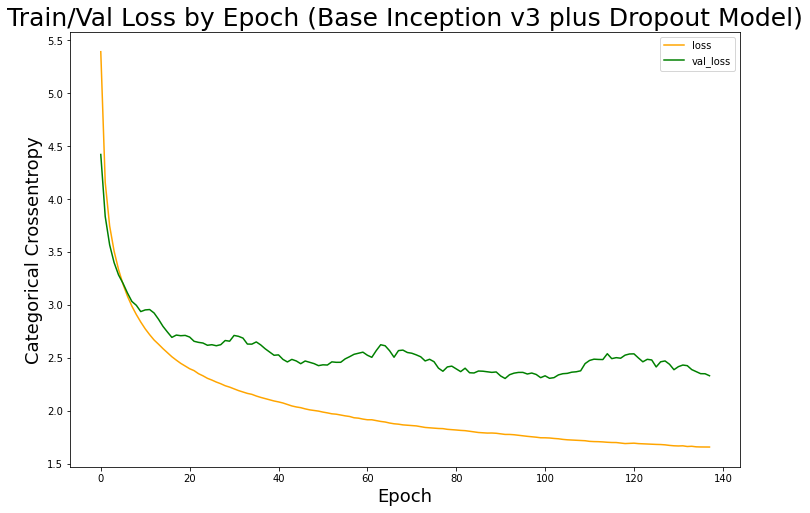 Train/Val Loss by Epoch (Base Inception v3 plus Dropout Model)
loss
val_loss
Categorical Crossentropy
5.5
5.0
4.5
4.0
3.5
3.0
2.5
2.0
1.5
0 20 40 60 80 100 120 140
Epoch